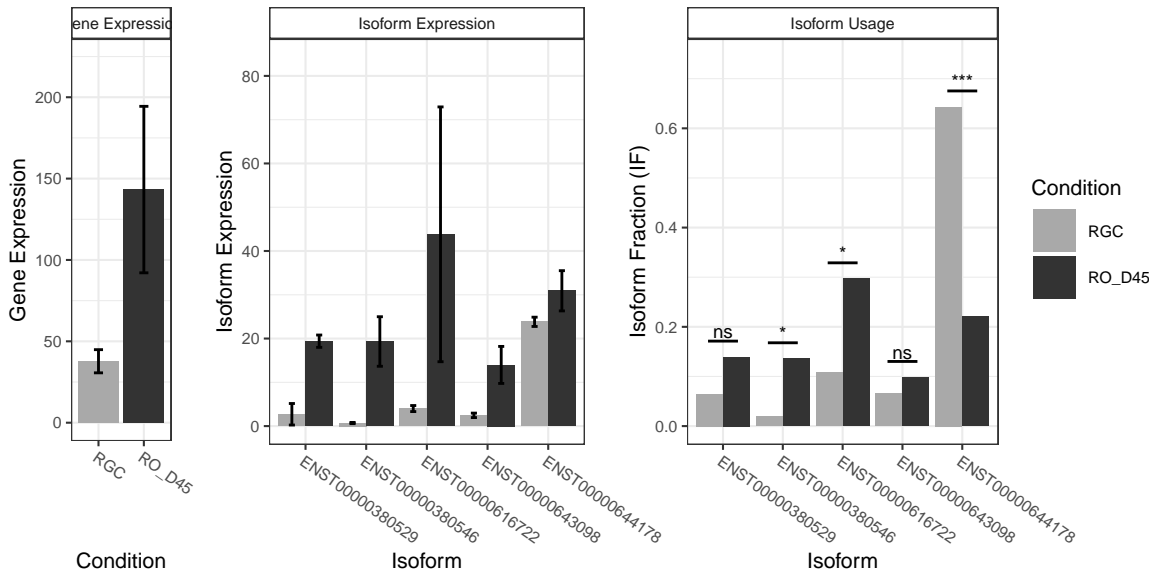 ene Expressio
Gene Expression
200
150
100
50
0
RGC
RO_D45
Condition
Isoform Expression
Isoform Expression
80
60
40
20
0
ENST00000380529
ENST00000380546
ENST00000616722
ENST00000643098
ENST00000644178
Isoform
Isoform Usage
Isoform Fraction (IF)
0.6
0.4
0.2
0.0
ns
*
*
ns
***
ENST00000380529
ENST00000380546
ENST00000616722
ENST00000643098
ENST00000644178
Isoform
Condition
RGC
RO_D45